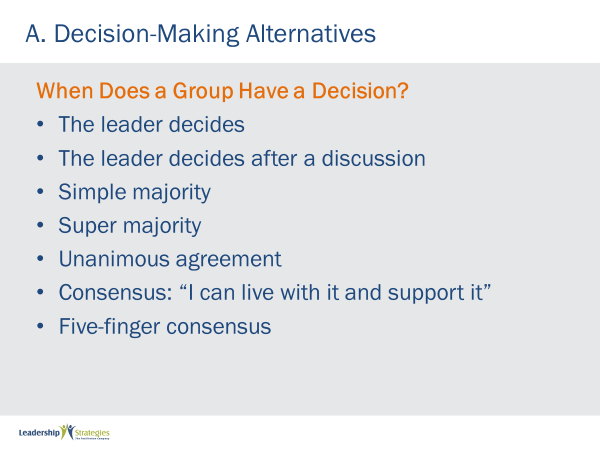 A. Decision-Making Alternatives
When Does a Group Have a Decision?
• The leader decides
• The leader decides after a discussion
• Simple majority
• Super majority
• Unanimous agreement
• Consensus: “I can live with it and support it”
• Five-finger consensus
Leadership Strategies
The Facilitation Company